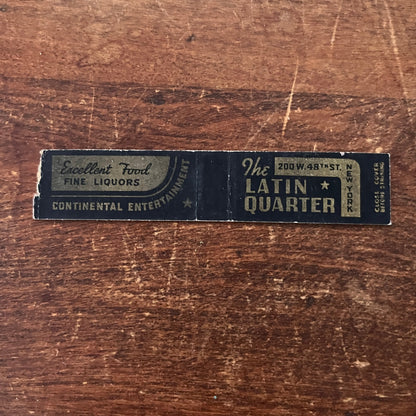 Excellent Food
FINE LIQUORS
CONTINENTAL ENTERTAINMENT
The
LATIN
QUARTER
200 W. 48TH ST.
NEW YORK
CLOSE COVER
BEFORE STRIKING